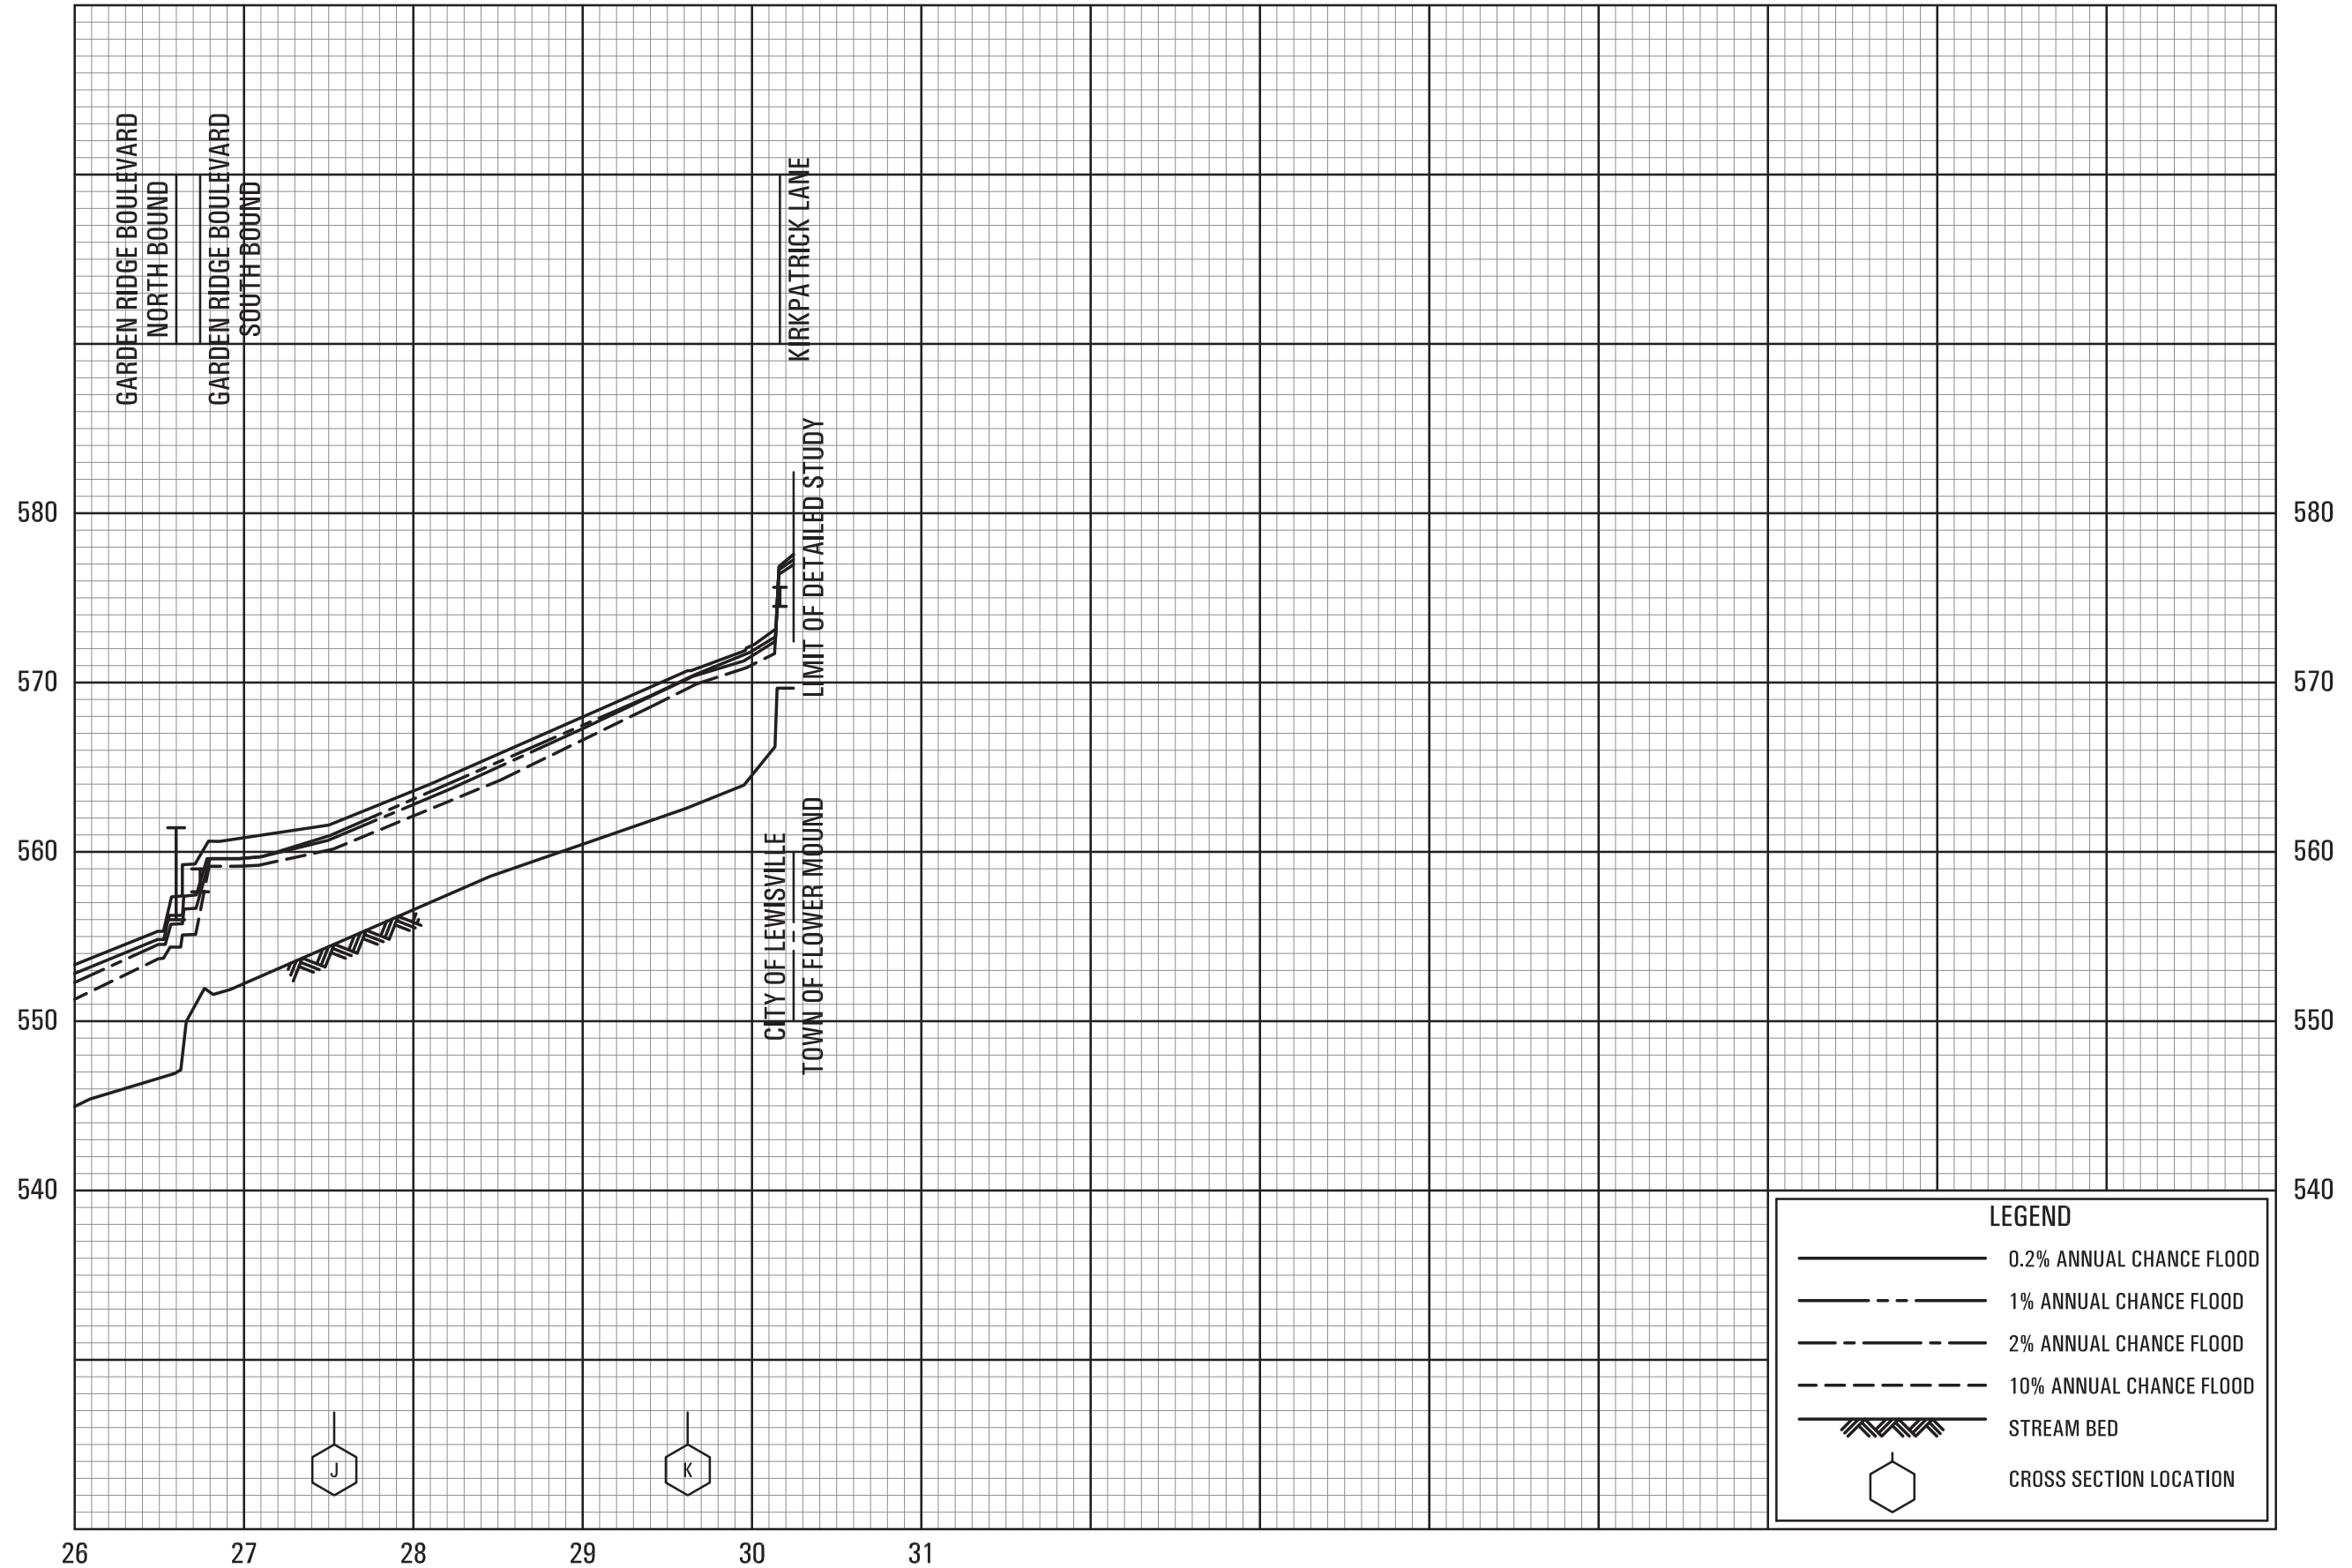 GARDEN RIDGE BOULEVARD
NORTH BOUND
GARDEN RIDGE BOULEVARD
SOUTH BOUND
KIRKPATRICK LANE
LIMIT OF DETAILED STUDY
CITY OF LEWISVILLE
TOWN OF FLOWER MOUND
580
580
570
570
560
560
550
550
540
540
LEGEND
0.2% ANNUAL CHANCE FLOOD
1% ANNUAL CHANCE FLOOD
2% ANNUAL CHANCE FLOOD
10% ANNUAL CHANCE FLOOD
STREAM BED
CROSS SECTION LOCATION
J
K
26
27
28
29
30
31